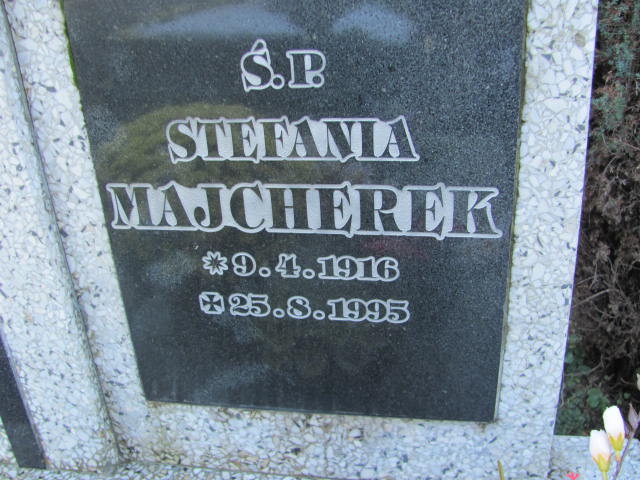 Ś.P.
STEFANIA
MAJCHEREK
* 9.4.1916
✠ 25.8.1995